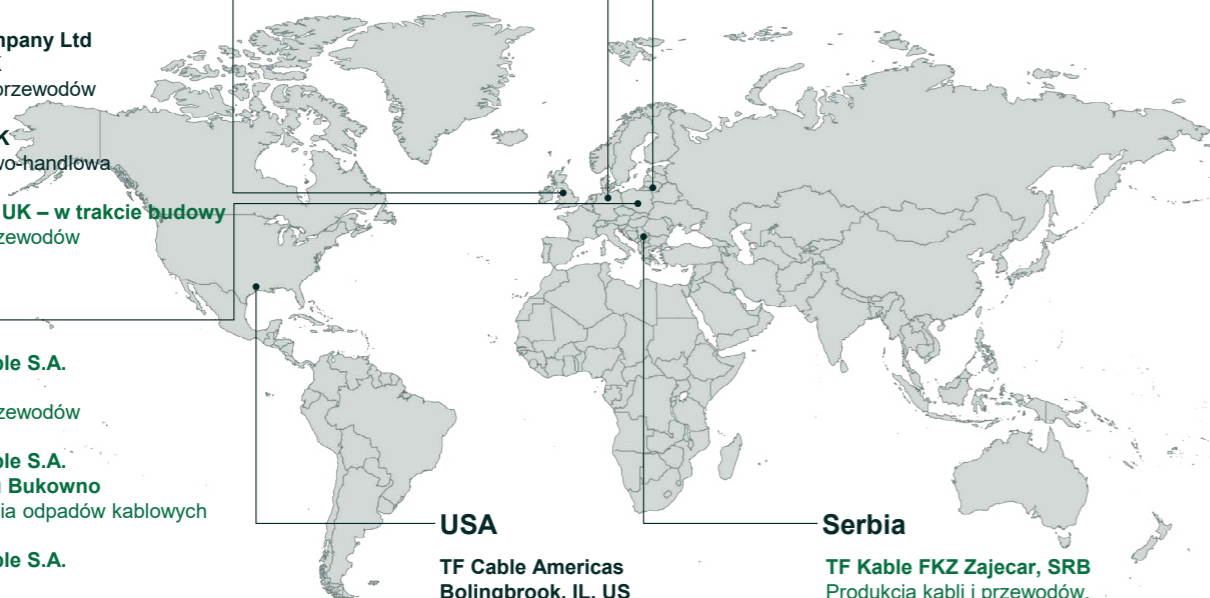 mpany Ltd
przewodów
K
wo-handlowa
UK – w trakcie budowy
zewodów
ble S.A.
zewodów
ble S.A.
Bukowno
ia odpadów kablowych
ble S.A.
USA
TF Cable Americas
Bolingbrook, IL, US
Serbia
TF Kable FKZ Zajecar, SRB
Produkcja kabli i przewodów,